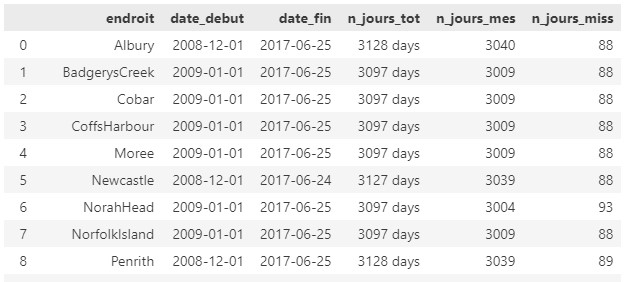 endroit date_debut date_fin n_jours_tot n_jours_mes n_jours_miss
0 Albury 2008-12-01 2017-06-25 3128 days 3040 88
1 BadgerysCreek 2009-01-01 2017-06-25 3097 days 3009 88
2 Cobar 2009-01-01 2017-06-25 3097 days 3009 88
3 CoffsHarbour 2009-01-01 2017-06-25 3097 days 3009 88
4 Moree 2009-01-01 2017-06-25 3097 days 3009 88
5 Newcastle 2008-12-01 2017-06-24 3127 days 3039 88
6 NorahHead 2009-01-01 2017-06-25 3097 days 3004 93
7 NorfolkIsland 2009-01-01 2017-06-25 3097 days 3009 88
8 Penrith 2008-12-01 2017-06-25 3128 days 3039 89